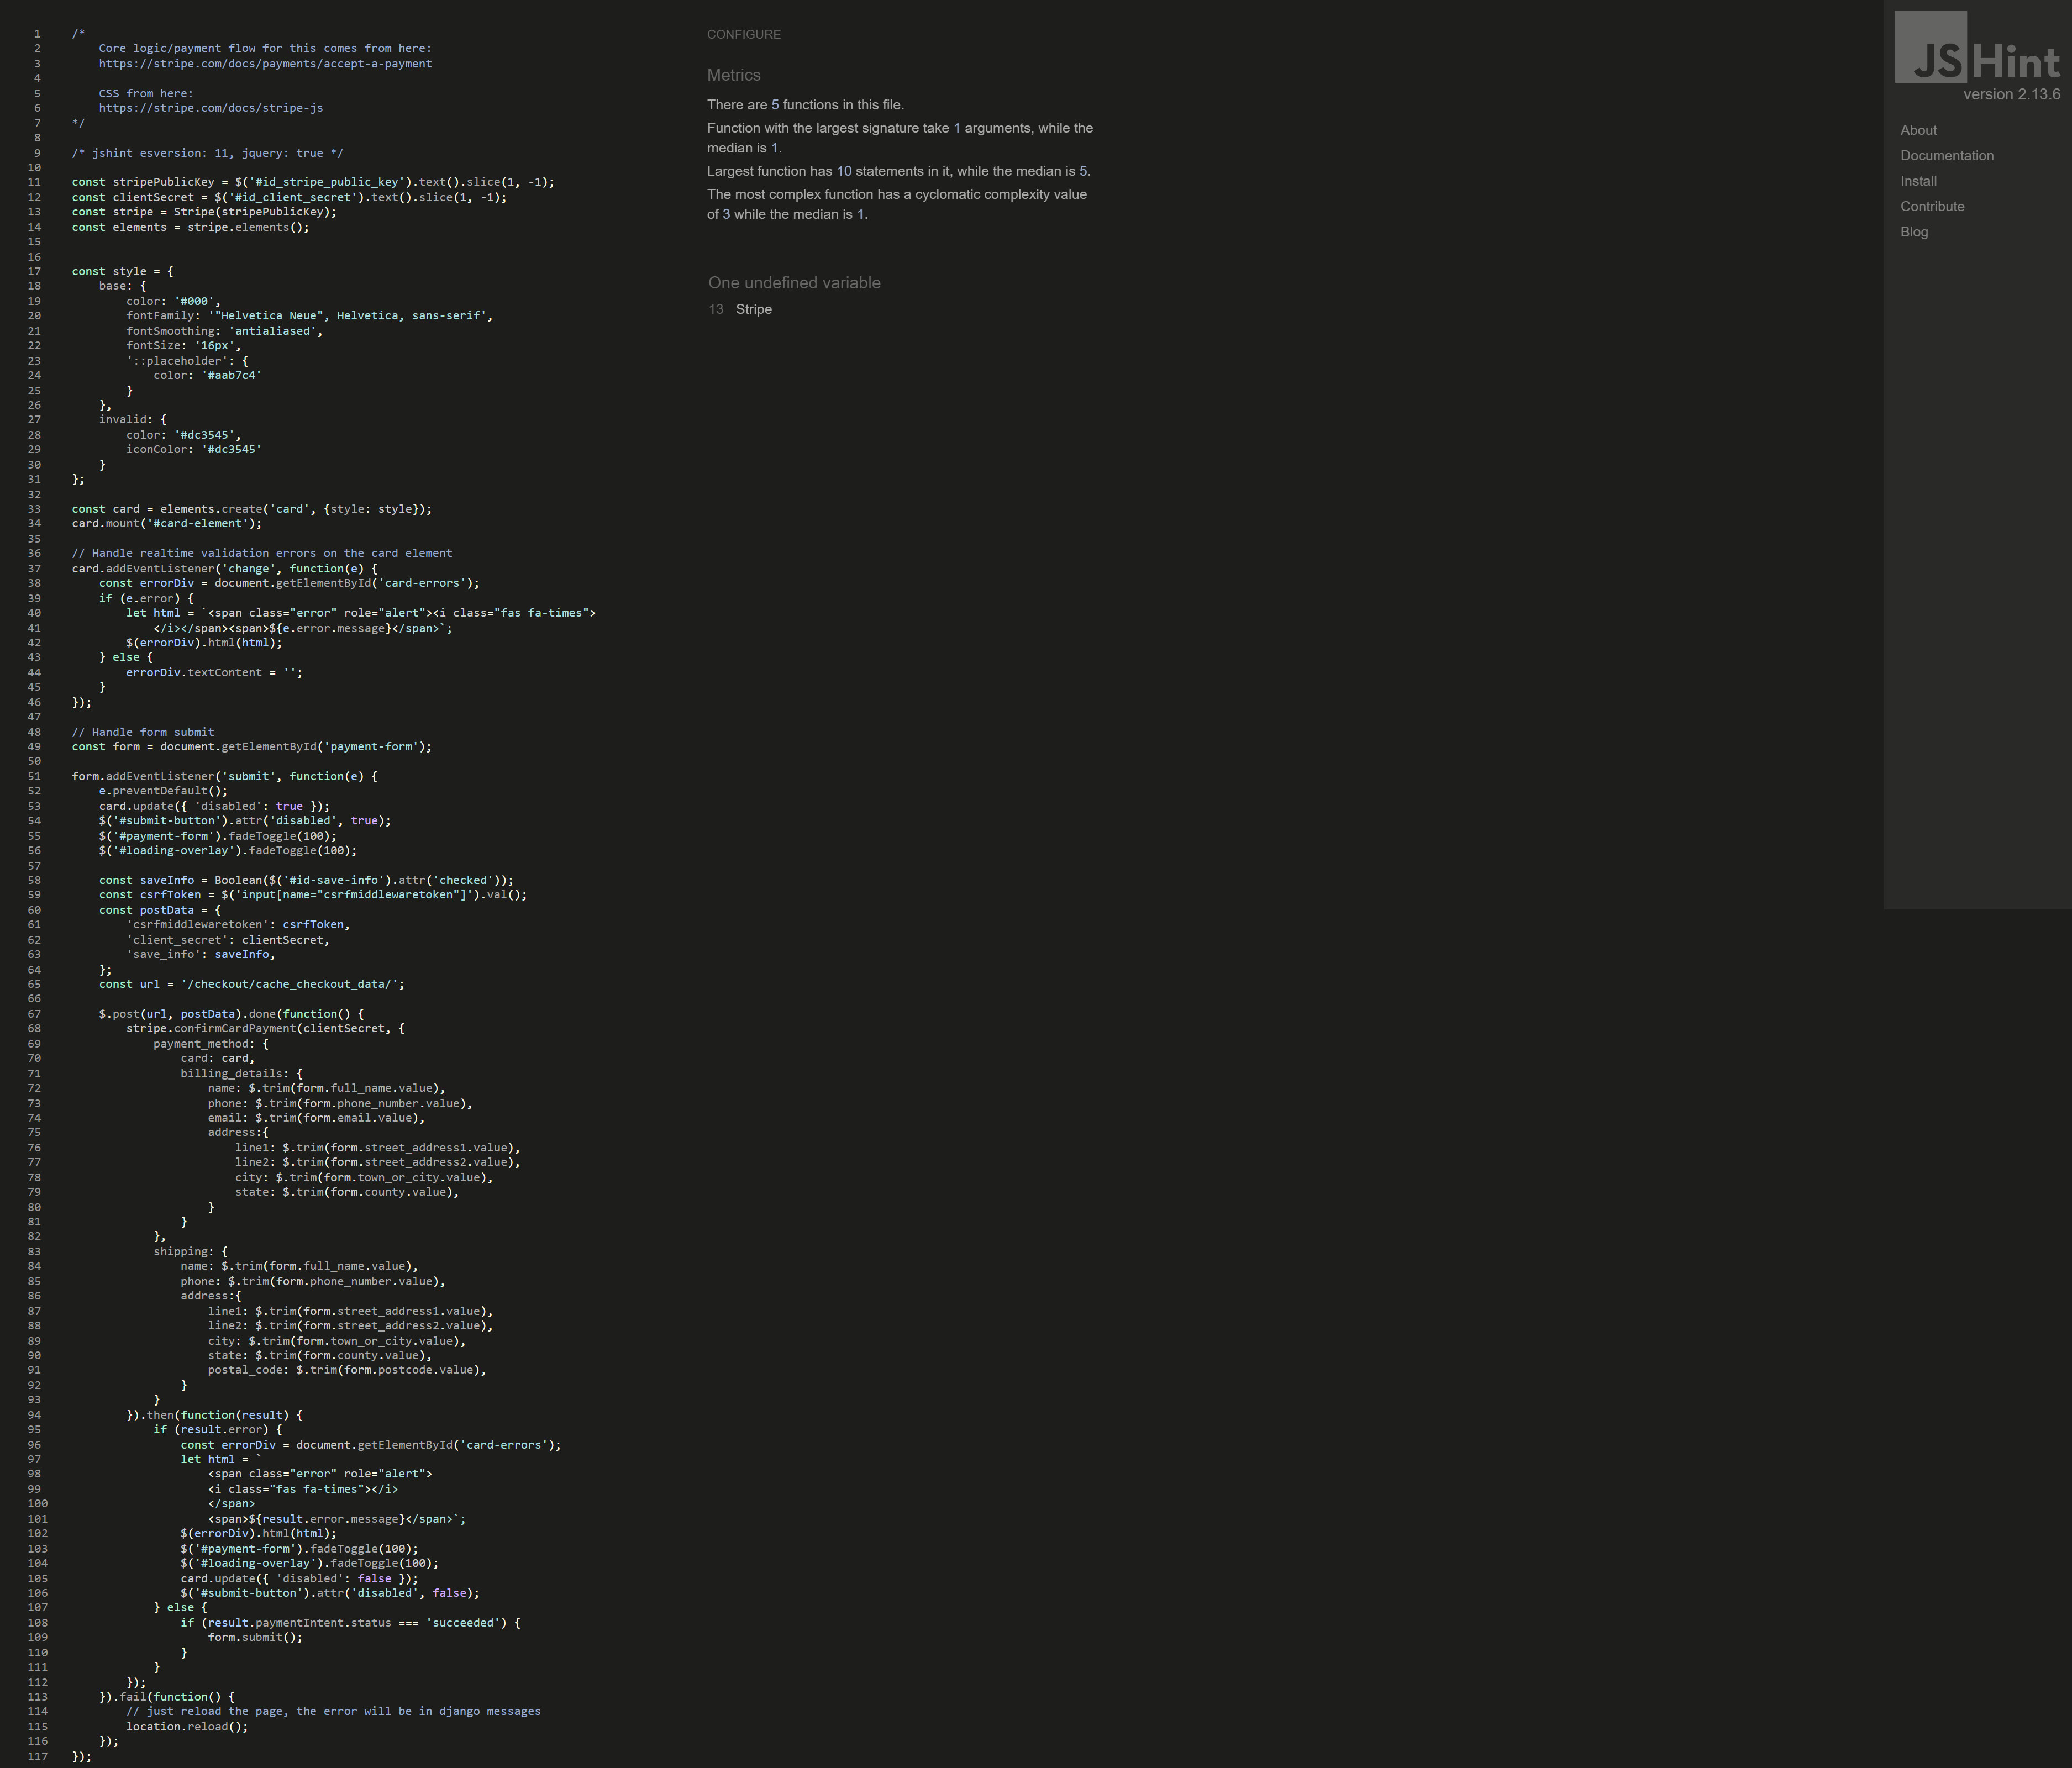 1 /*
2 Core logic/payment flow for this comes from here:
3 https://stripe.com/docs/payments/accept-a-payment
4
5 CSS from here:
6 https://stripe.com/docs/stripe-js
7 */
8
9 /* jshint esversion: 11, jquery: true */
10
11 const stripePublicKey = $('#id_stripe_public_key').text().slice(1, -1);
12 const clientSecret = $('#id_client_secret').text().slice(1, -1);
13 const stripe = Stripe(stripePublicKey);
14 const elements = stripe.elements();
15
16
17 const style = {
18 base: {
19 color: '#000',
20 fontFamily: '"Helvetica Neue", Helvetica, sans-serif',
21 fontSmoothing: 'antialiased',
22 fontSize: '16px',
23 '::placeholder': {
24 color: '#aab7c4'
25 }
26 },
27 invalid: {
28 color: '#dc3545',
29 iconColor: '#dc3545'
30 }
31 };
32
33 const card = elements.create('card', {style: style});
34 card.mount('#card-element');
35
36 // Handle realtime validation errors on the card element
37 card.addEventListener('change', function(e) {
38 const errorDiv = document.getElementById('card-errors');
39 if (e.error) {
40 let html = `<span class="error" role="alert"><i class="fas fa-times">
41 </i></span><span>${e.error.message}</span>`;
42 $(errorDiv).html(html);
43 } else {
44 errorDiv.textContent = '';
45 }
46 });
47
48 // Handle form submit
49 const form = document.getElementById('payment-form');
50
51 form.addEventListener('submit', function(e) {
52 e.preventDefault();
53 card.update({ 'disabled': true });
54 $('#submit-button').attr('disabled', true);
55 $('#payment-form').fadeToggle(100);
56 $('#loading-overlay').fadeToggle(100);
57
58 const saveInfo = Boolean($('#id-save-info').attr('checked'));
59 const csrfToken = $('input[name="csrfmiddlewaretoken"]').val();
60 const postData = {
61 'csrfmiddlewaretoken': csrfToken,
62 'client_secret': clientSecret,
63 'save_info': saveInfo,
64 };
65 const url = '/checkout/cache_checkout_data/';
66
67 $.post(url, postData).done(function() {
68 stripe.confirmCardPayment(clientSecret, {
69 payment_method: {
70 card: card,
71 billing_details: {
72 name: $.trim(form.full_name.value),
73 phone: $.trim(form.phone_number.value),
74 email: $.trim(form.email.value),
75 address:{
76 line1: $.trim(form.street_address1.value),
77 line2: $.trim(form.street_address2.value),
78 city: $.trim(form.town_or_city.value),
79 state: $.trim(form.county.value),
80 }
81 }
82 },
83 shipping: {
84 name: $.trim(form.full_name.value),
85 phone: $.trim(form.phone_number.value),
86 address:{
87 line1: $.trim(form.street_address1.value),
88 line2: $.trim(form.street_address2.value),
89 city: $.trim(form.town_or_city.value),
90 state: $.trim(form.county.value),
91 postal_code: $.trim(form.postcode.value),
92 }
93 }
94 }).then(function(result) {
95 if (result.error) {
96 const errorDiv = document.getElementById('card-errors');
97 let html = `
98 <span class="error" role="alert">
99 <i class="fas fa-times"></i>
100 </span>
101 <span>${result.error.message}</span>`;
102 $(errorDiv).html(html);
103 $('#payment-form').fadeToggle(100);
104 $('#loading-overlay').fadeToggle(100);
105 card.update({ 'disabled': false });
106 $('#submit-button').attr('disabled', false);
107 } else {
108 if (result.paymentIntent.status === 'succeeded') {
109 form.submit();
110 }
111 }
112 });
113 }).fail(function() {
114 // just reload the page, the error will be in django messages
115 location.reload();
116 });
117 });
CONFIGURE
Metrics
There are 5 functions in this file.
Function with the largest signature take 1 arguments, while the
median is 1.
Largest function has 10 statements in it, while the median is 5.
The most complex function has a cyclomatic complexity value
of 3 while the median is 1.
One undefined variable
13 Stripe
JSHint
version 2.13.6
About
Documentation
Install
Contribute
Blog